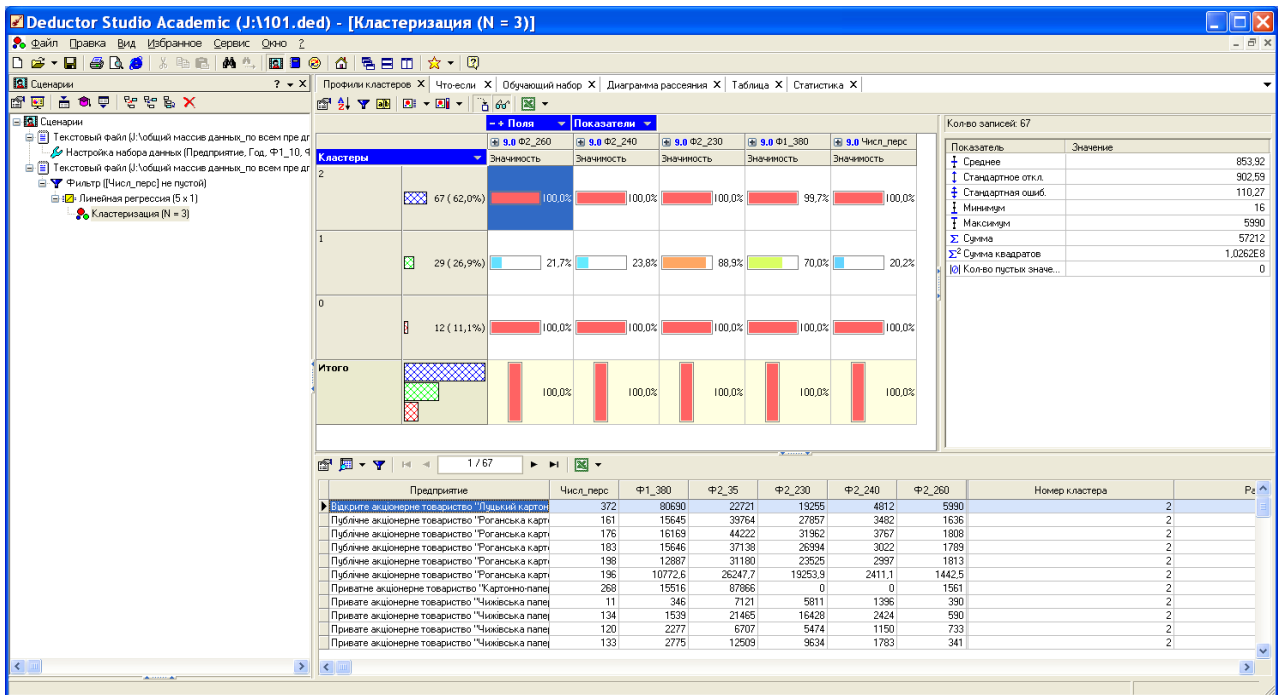 Deductor Studio Academic (J:\101.ded) - [Кластеризация (N = 3)]
Файл Правка Вид Избранное Сервис Окно ?
Сценарии ?
Профили кластеров X Что-если X Обучающий набор X Диаграмма рассеяния X Таблица X Статистика X
Сценарии
Текстовый файл (J:\общий массив данных_по всем пре дг
Настройка набора данных (Предприятие, Год, Ф1_10, Ф
Текстовый файл (J:\общий массив данных_по всем пре дг
Фильтр ([Числ_перс] не пустой)
Линейная регрессия (5 x 1)
Кластеризация (N = 3)
- + Поля Показатели
9.0 Ф2_260 9.0 Ф2_240 9.0 Ф2_230 9.0 Ф1_380 9.0 Числ_перс
Кластеры Значимость Значимость Значимость Значимость Значимость
2 67 ( 62,0%) 100,0% 100,0% 100,0% 99,7% 100,0%
1 29 ( 26,9%) 21,7% 23,8% 88,9% 70,0% 20,2%
0 12 ( 11,1%) 100,0% 100,0% 100,0% 100,0% 100,0%
Итого 100,0% 100,0% 100,0% 100,0% 100,0%
Кол-во записей: 67
Показатель Значение
Среднее 853,92
Стандартное откл. 902,59
Стандартная ошиб. 110,27
Минимум 16
Максимум 5990
Σ Сумма 57212
Σ² Сумма квадратов 1,0262E8
|0| Кол-во пустых значе... 0
1 / 67
Предприятие Числ_перс Ф1_380 Ф2_35 Ф2_230 Ф2_240 Ф2_260 Номер кластера Ра
Відкрите акціонерне товариство "Луцький картон 372 80690 22721 19255 4812 5990 2
Публічне акціонерне товариство "Роганська карт 161 15645 39764 27857 3482 1636 2
Публічне акціонерне товариство "Роганська карт 176 16169 44222 31962 3767 1808 2
Публічне акціонерне товариство "Роганська карт 183 15646 37138 26994 3022 1789 2
Публічне акціонерне товариство "Роганська карт 198 12887 31180 23525 2997 1813 2
Публічне акціонерне товариство "Роганська карт 196 10772,6 26247,7 19253,9 2411,1 1442,5 2
Приватне акціонерне товариство "Картонно-папе 268 15516 87866 0 0 1561 2
Привате акціонерне товариство "Чижівська папе 11 346 7121 5811 1396 390 2
Привате акціонерне товариство "Чижівська папе 134 1539 21465 16428 2424 590 2
Привате акціонерне товариство "Чижівська папе 120 2277 6707 5474 1150 733 2
Привате акціонерне товариство "Чижівська папе 133 2775 12509 9634 1783 341 2